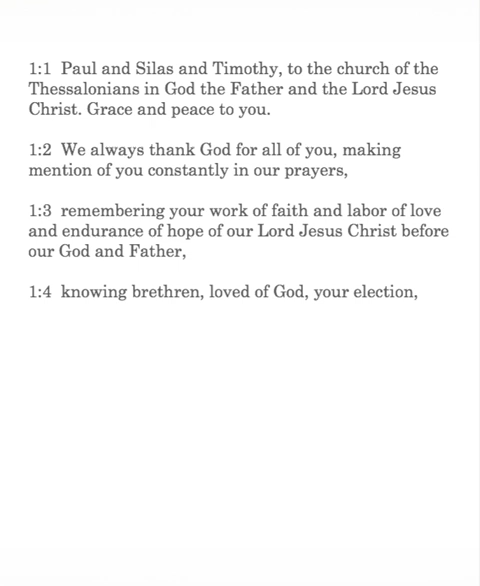 1:1 Paul and Silas and Timothy, to the church of the
Thessalonians in God the Father and the Lord Jesus
Christ. Grace and peace to you.
1:2 We always thank God for all of you, making
mention of you constantly in our prayers,
1:3 remembering your work of faith and labor of love
and endurance of hope of our Lord Jesus Christ before
our God and Father,
1:4 knowing brethren, loved of God, your election,